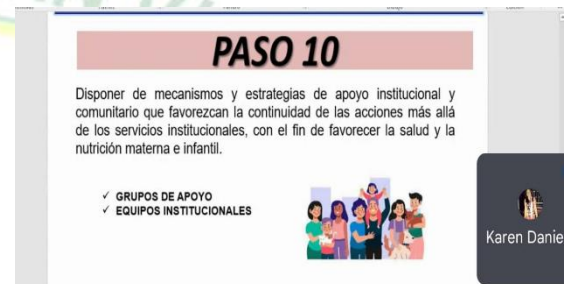 PASO 10
Disponer de mecanismos y estrategias de apoyo institucional y
comunitario que favorezcan la continuidad de las acciones más allá
de los servicios institucionales, con el fin de favorecer la salud y la
nutrición materna e infantil.
✓ GRUPOS DE APOYO
✓ EQUIPOS INSTITUCIONALES
Karen Danie